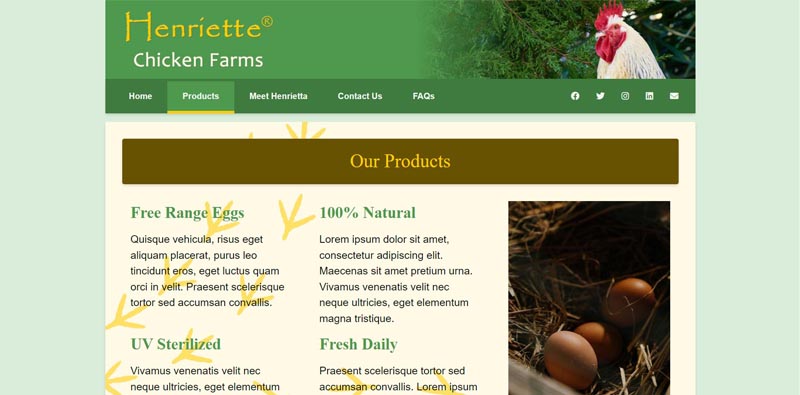 Henriette®
Chicken Farms
Home Products Meet Henrietta Contact Us FAQs
Our Products
Free Range Eggs
Quisque vehicula, risus eget
aliquam placerat, purus leo
tincidunt eros, eget luctus quam
orci in velit. Praesent scelerisque
tortor sed accumsan convallis.
100% Natural
Lorem ipsum dolor sit amet,
consectetur adipiscing elit.
Maecenas sit amet pretium urna.
Vivamus venenatis velit nec
neque ultricies, eget elementum
magna tristique.
UV Sterilized
Vivamus venenatis velit nec
neque ultricies, eget elementum
Fresh Daily
Praesent scelerisque tortor sed
accumsan convallis. Lorem ipsum